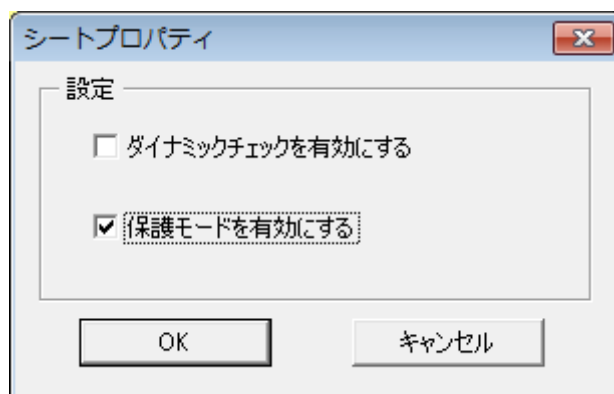 シートプロパティ
設定
ダイナミックチェックを有効にする
保護モードを有効にする
OK
キャンセル